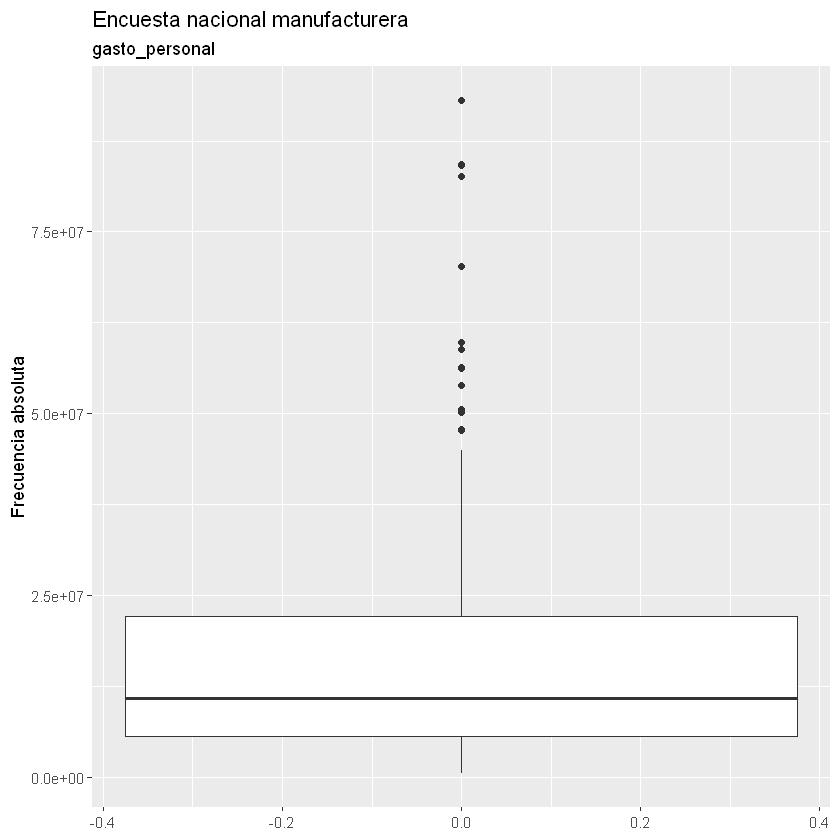 Encuesta nacional manufacturera
gasto_personal
Frecuencia absoluta
7.5e+07
5.0e+07
2.5e+07
0.0e+00
-0.4 -0.2 0.0 0.2 0.4